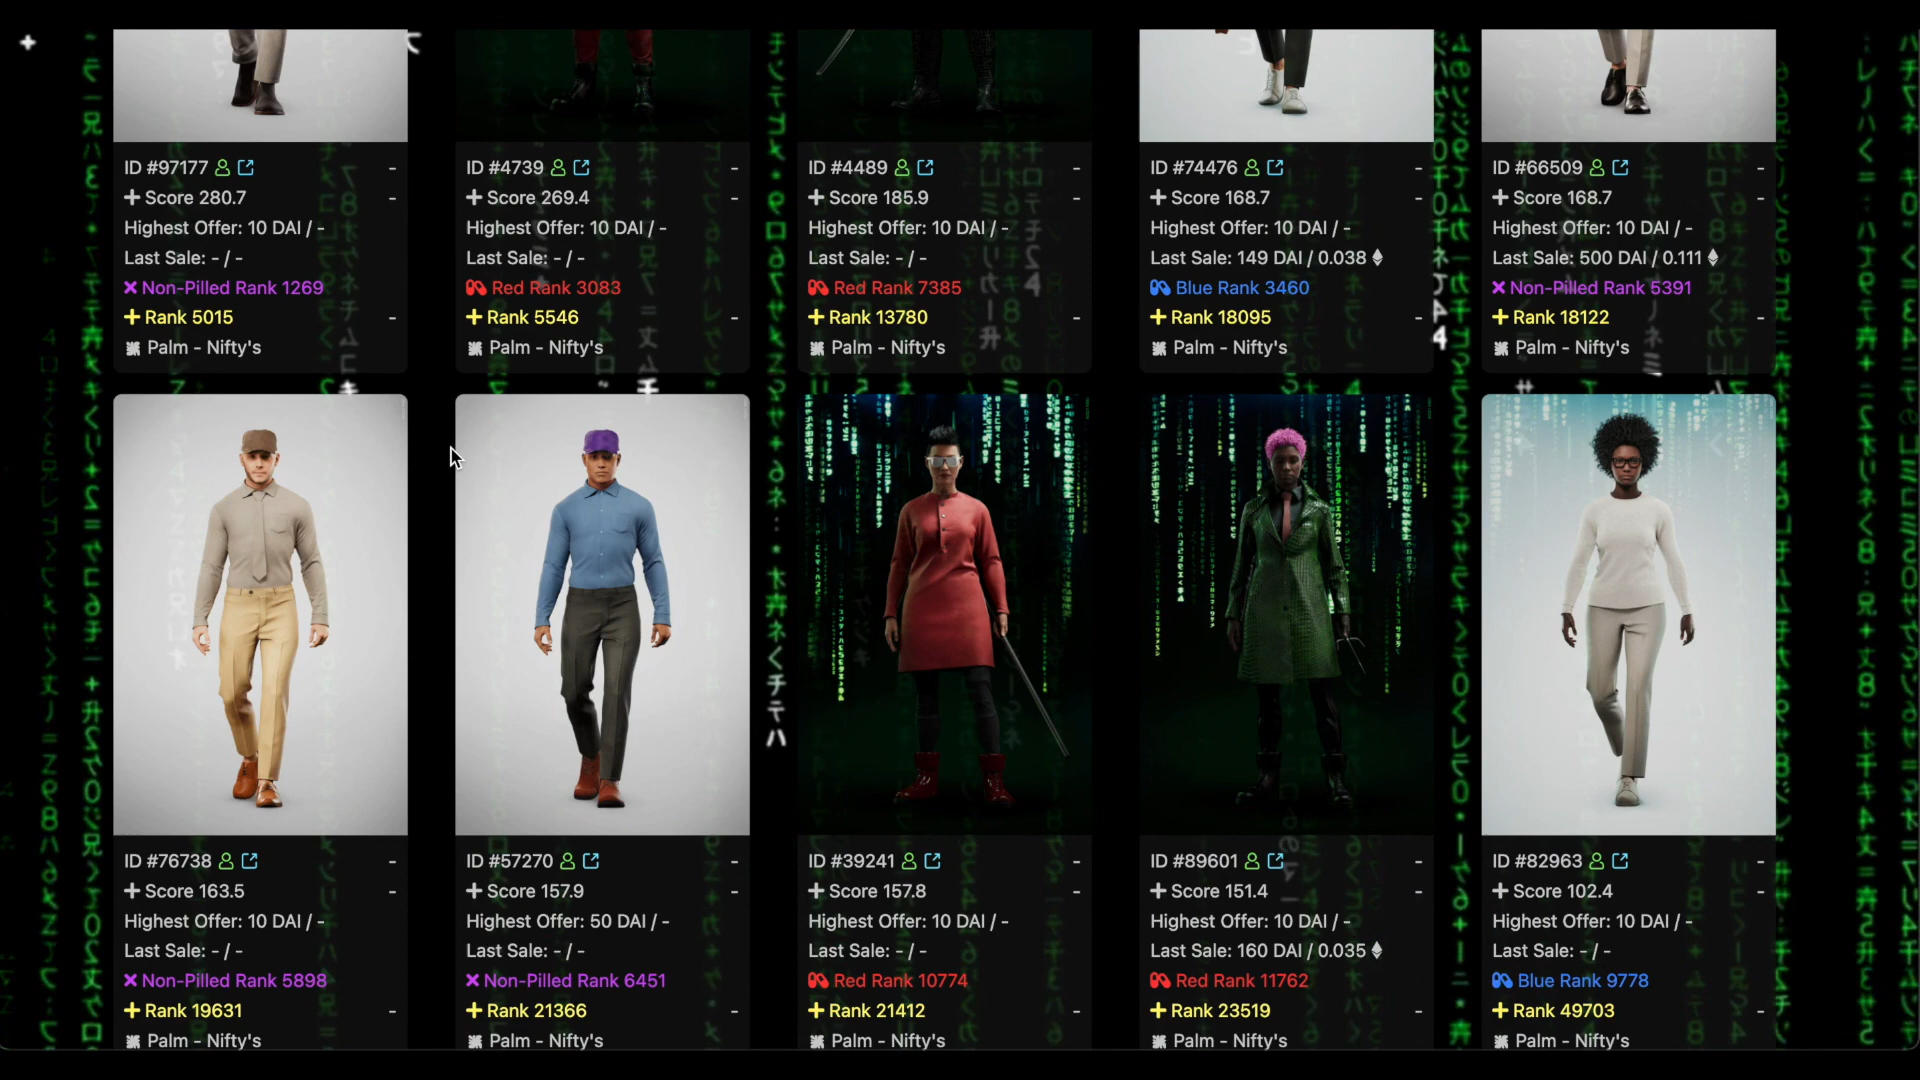 ID #97177 -
Score 280.7 -
Highest Offer: 10 DAI / -
Last Sale: - / -
Non-Pilled Rank 1269
Rank 5015
Palm - Nifty's
ID #4739 -
Score 269.4 -
Highest Offer: 10 DAI / -
Last Sale: - / -
Red Rank 3083
Rank 5546 -
Palm - Nifty's
ID #4489 -
Score 185.9 -
Highest Offer: 10 DAI / -
Last Sale: - / -
Red Rank 7385
Rank 13780 -
Palm - Nifty's
ID #74476 -
Score 168.7 -
Highest Offer: 10 DAI / -
Last Sale: 149 DAI / 0.038
Blue Rank 3460
Rank 18095 -
Palm - Nifty's
ID #66509 -
Score 168.7 -
Highest Offer: 10 DAI / -
Last Sale: 500 DAI / 0.111
Non-Pilled Rank 5391
Rank 18122 -
Palm - Nifty's
ID #76738 -
Score 163.5 -
Highest Offer: 10 DAI / -
Last Sale: - / -
Non-Pilled Rank 5898
Rank 19631 -
Palm - Nifty's
ID #57270 -
Score 157.9 -
Highest Offer: 50 DAI / -
Last Sale: - / -
Non-Pilled Rank 6451
Rank 21366 -
Palm - Nifty's
ID #39241 -
Score 157.8 -
Highest Offer: 10 DAI / -
Last Sale: - / -
Red Rank 10774
Rank 21412 -
Palm - Nifty's
ID #89601 -
Score 151.4 -
Highest Offer: 10 DAI / -
Last Sale: 160 DAI / 0.035
Red Rank 11762
Rank 23519 -
Palm - Nifty's
ID #82963 -
Score 102.4 -
Highest Offer: 10 DAI / -
Last Sale: - / -
Blue Rank 9778
Rank 49703 -
Palm - Nifty's